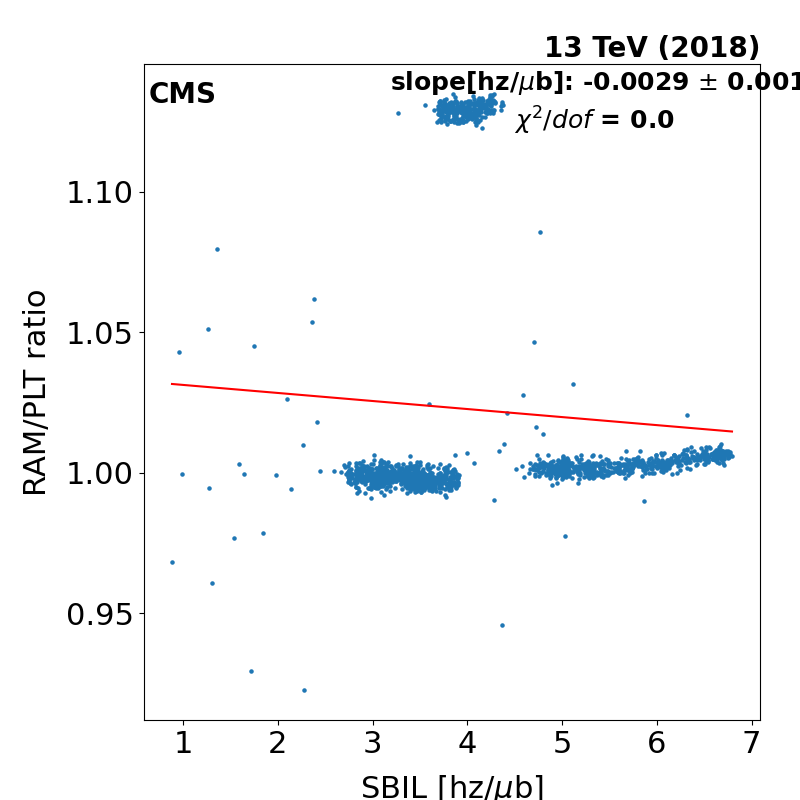 13 TeV (2018)
CMS
slope[hz/μb]: -0.0029 ± 0.001
χ²/dof = 0.0
RAM/PLT ratio
1.10
1.05
1.00
0.95
1 2 3 4 5 6 7
SBIL [hz/μb]